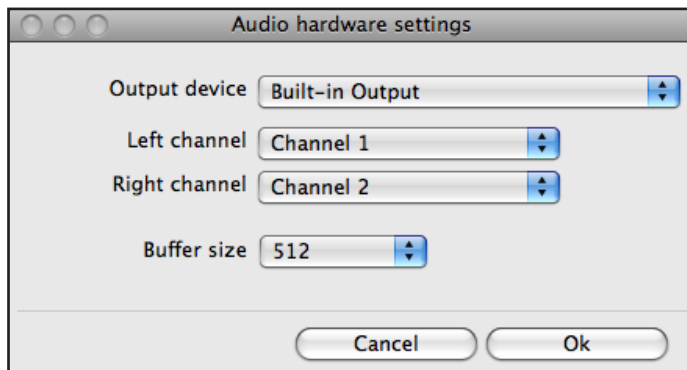 Audio hardware settings
Output device Built-in Output
Left channel Channel 1
Right channel Channel 2
Buffer size 512
Cancel Ok